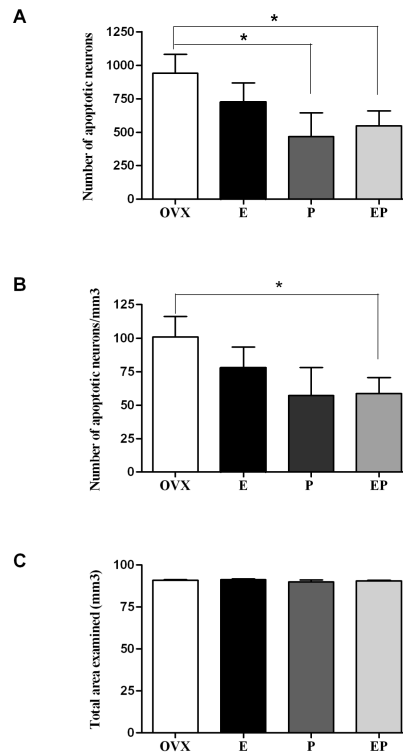 A
Number of apoptotic neurons
1250
1000
750
500
250
0
*
*
OVX E P EP
B
Number of apoptotic neurons/mm3
125
100
75
50
25
0
*
OVX E P EP
C
Total area examined (mm3)
100
75
50
25
0
OVX E P EP